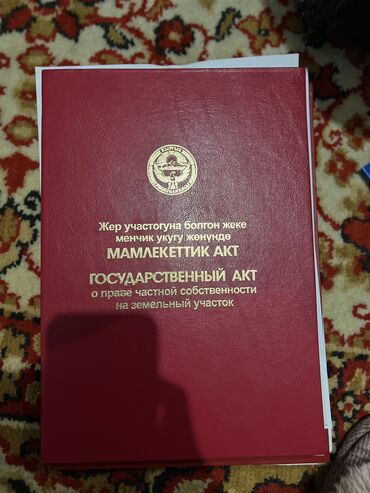 Жер участогуна болгон жеке
менчик укугу жөнүндө
МАМЛЕКЕТТИК АКТ
ГОСУДАРСТВЕННЫЙ АКТ
о праве частной собственности
на земельный участок